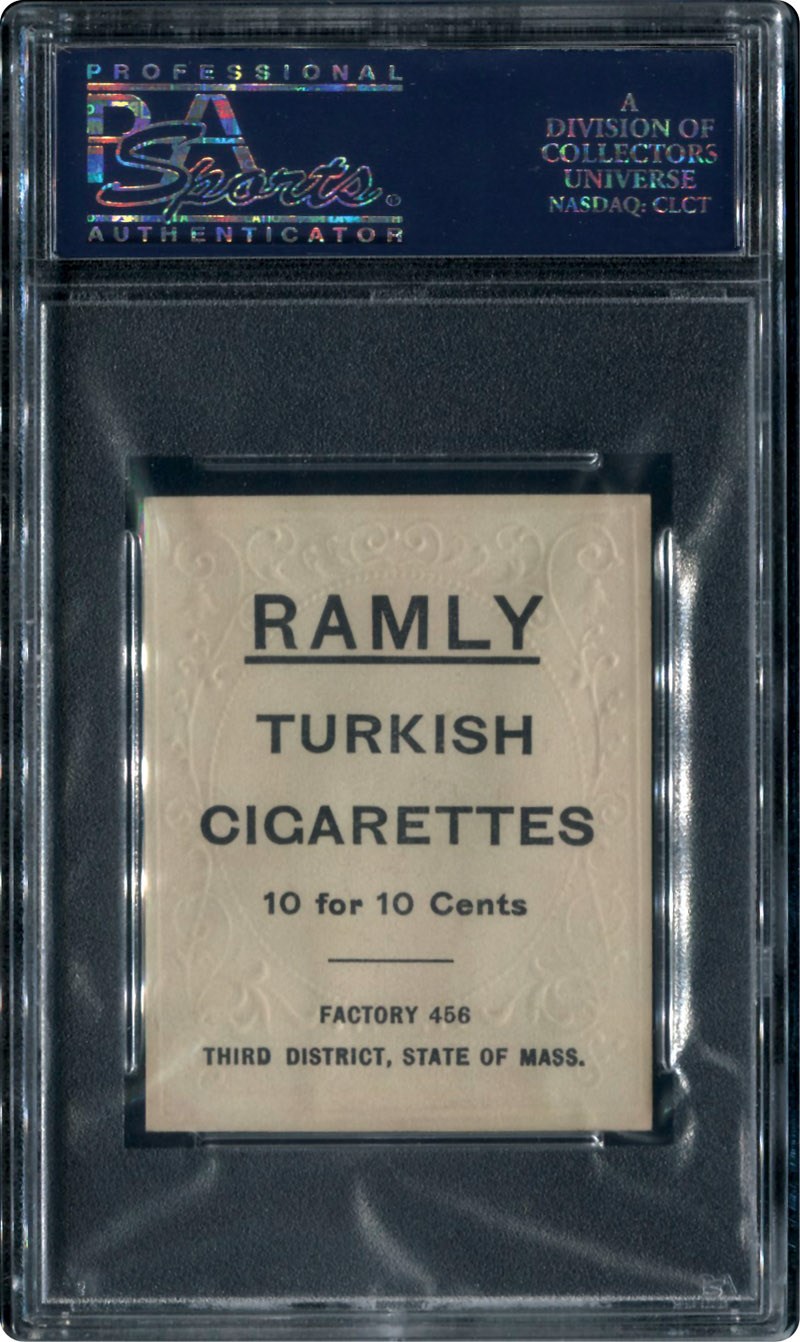 PROFESSIONAL
PSA
Sports®
AUTHENTICATOR
A
DIVISION OF
COLLECTORS
UNIVERSE
NASDAQ: CLCT
RAMLY
TURKISH
CIGARETTES
10 for 10 Cents
FACTORY 456
THIRD DISTRICT, STATE OF MASS.